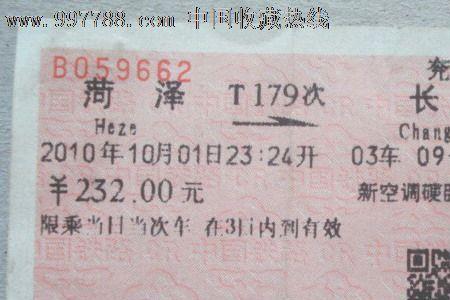 www.997788.com 中国收藏热线
B059662 兖
菏 泽 T179次 长
Heze Chang
2010年10月01日23:24开 03车 09
¥232.00元 新空调硬
限乘当日当次车 在3日内到有效